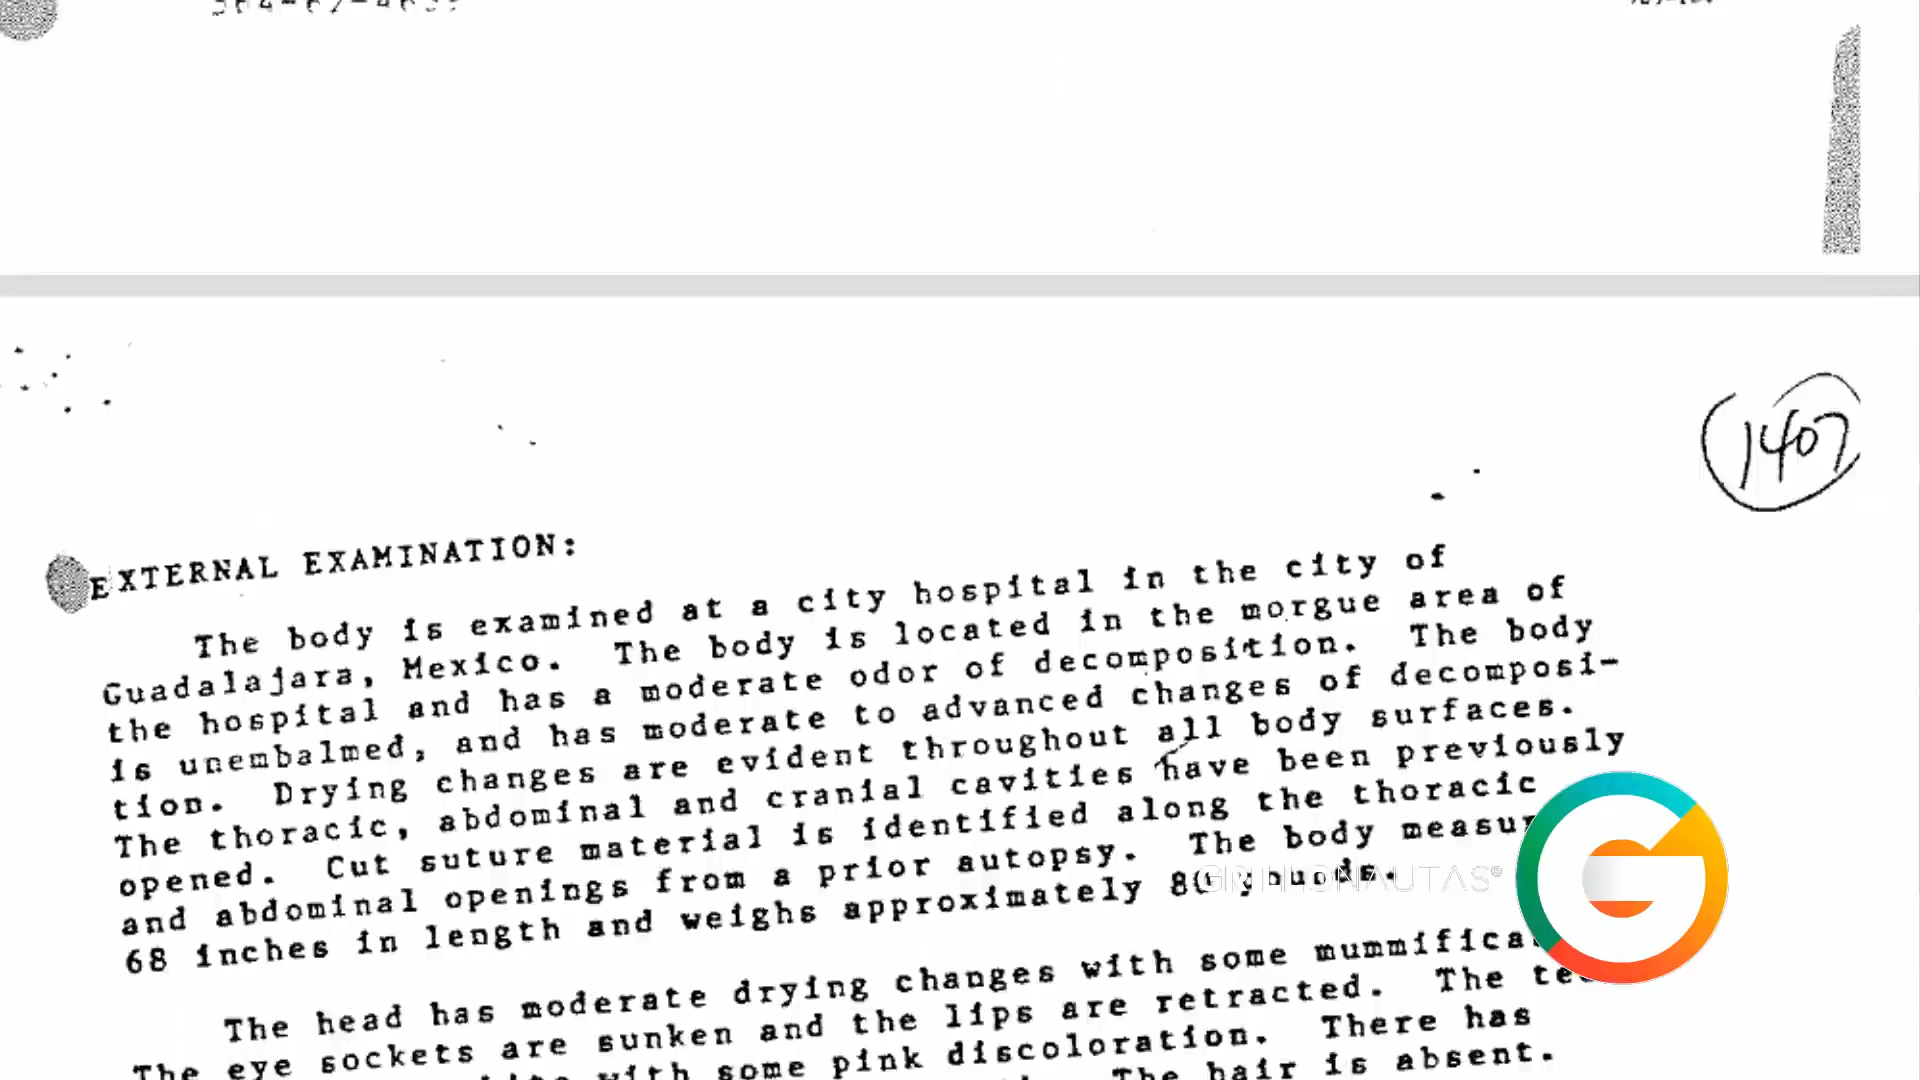 1407
EXTERNAL EXAMINATION:
The body is examined at a city hospital in the city of
Guadalajara, Mexico. The body is located in the morgue area of
the hospital and has a moderate odor of decomposition. The body
is unembalmed, and has moderate to advanced changes of decomposi-
tion. Drying changes are evident throughout all body surfaces.
The thoracic, abdominal and cranial cavities have been previously
opened. Cut suture material is identified along the thoracic
and abdominal openings from a prior autopsy. The body
68 inches in length and weighs approximately pounds.
GRILLONAUTAS®
The head has moderate drying changes with some
The eye sockets are sunken and the lips are retracted. The
with some pink discoloration. There has
The hair is absent.